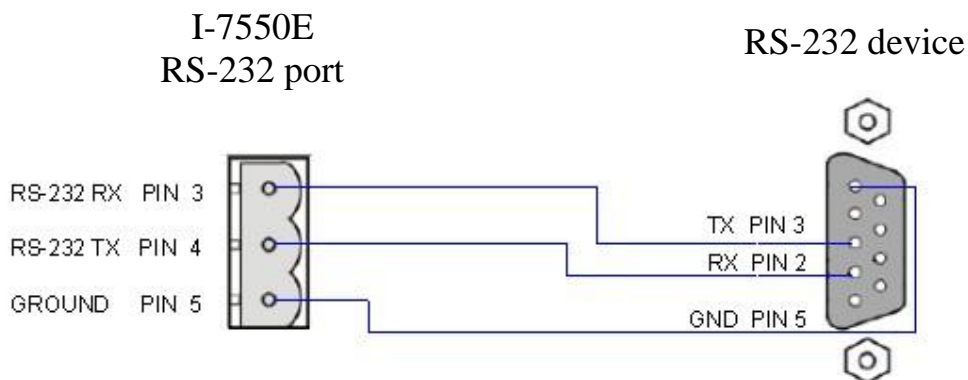 I-7550E
RS-232 port
RS-232 device
RS-232 RX PIN 3
RS-232 TX PIN 4
GROUND PIN 5
TX PIN 3
RX PIN 2
GND PIN 5